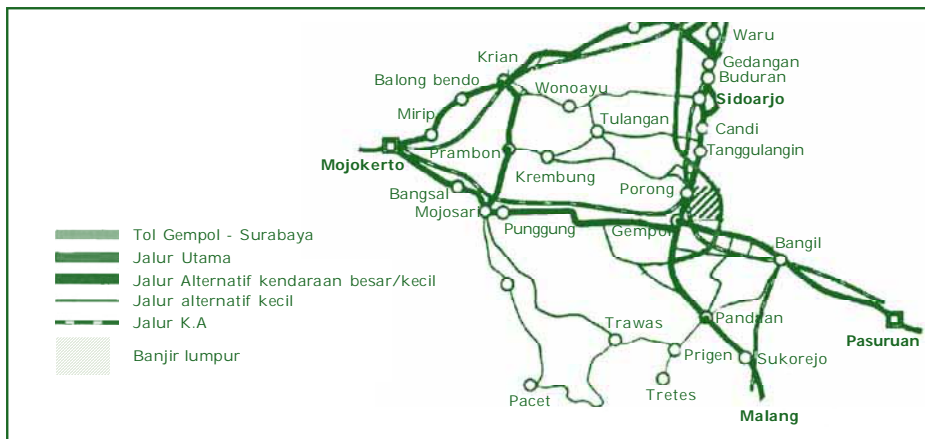 Waru
Krian
Gedangan
Balong bendo
Buduran
Wonoayu
Sidoarjo
Mirip
Tulangan
Candi
Mojokerto
Prambon
Tanggulangin
Krembung
Bangsal
Porong
Mojosari
Punggung
Gempol
Bangil
Tol Gempol - Surabaya
Jalur Utama
Jalur Alternatif kendaraan besar/kecil
Jalur alternatif kecil
Jalur K.A
Banjir lumpur
Panduan
Trawas
Pasuruan
Prigen
Sukorejo
Tretes
Pacet
Malang